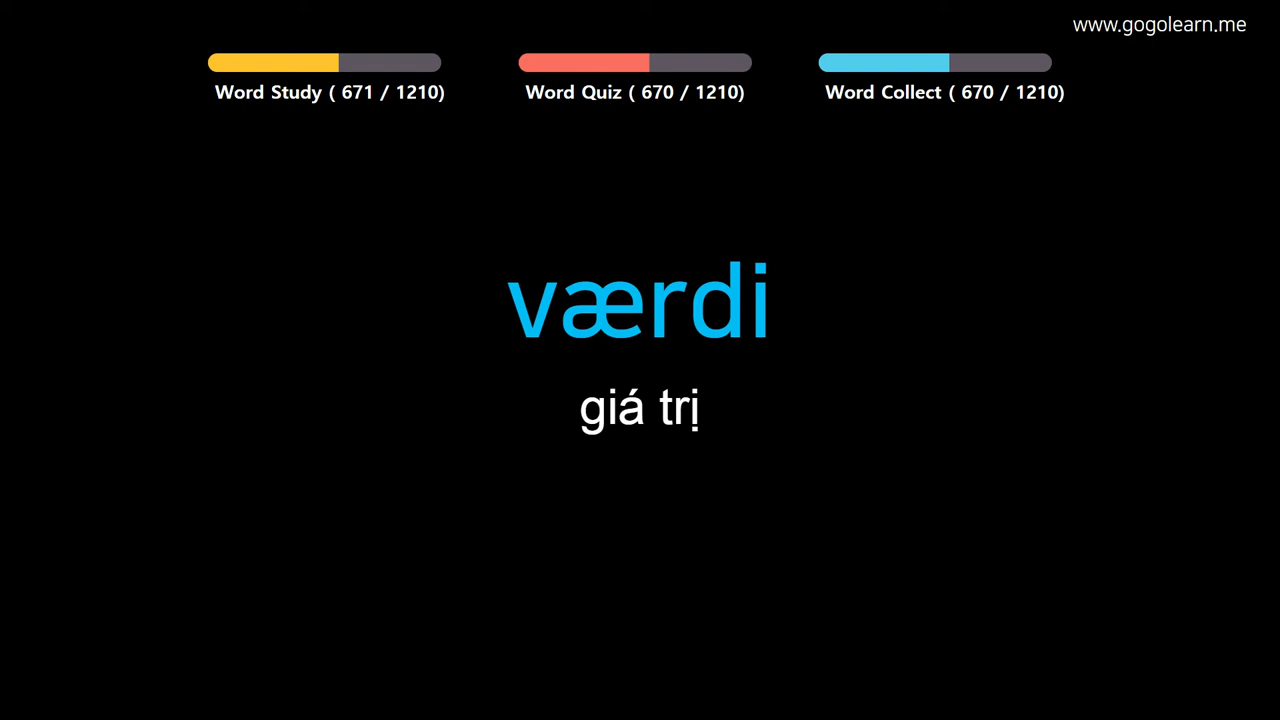 www.gogolearn.me
Word Study ( 671 / 1210)
Word Quiz ( 670 / 1210)
Word Collect ( 670 / 1210)
værdi
giá trị